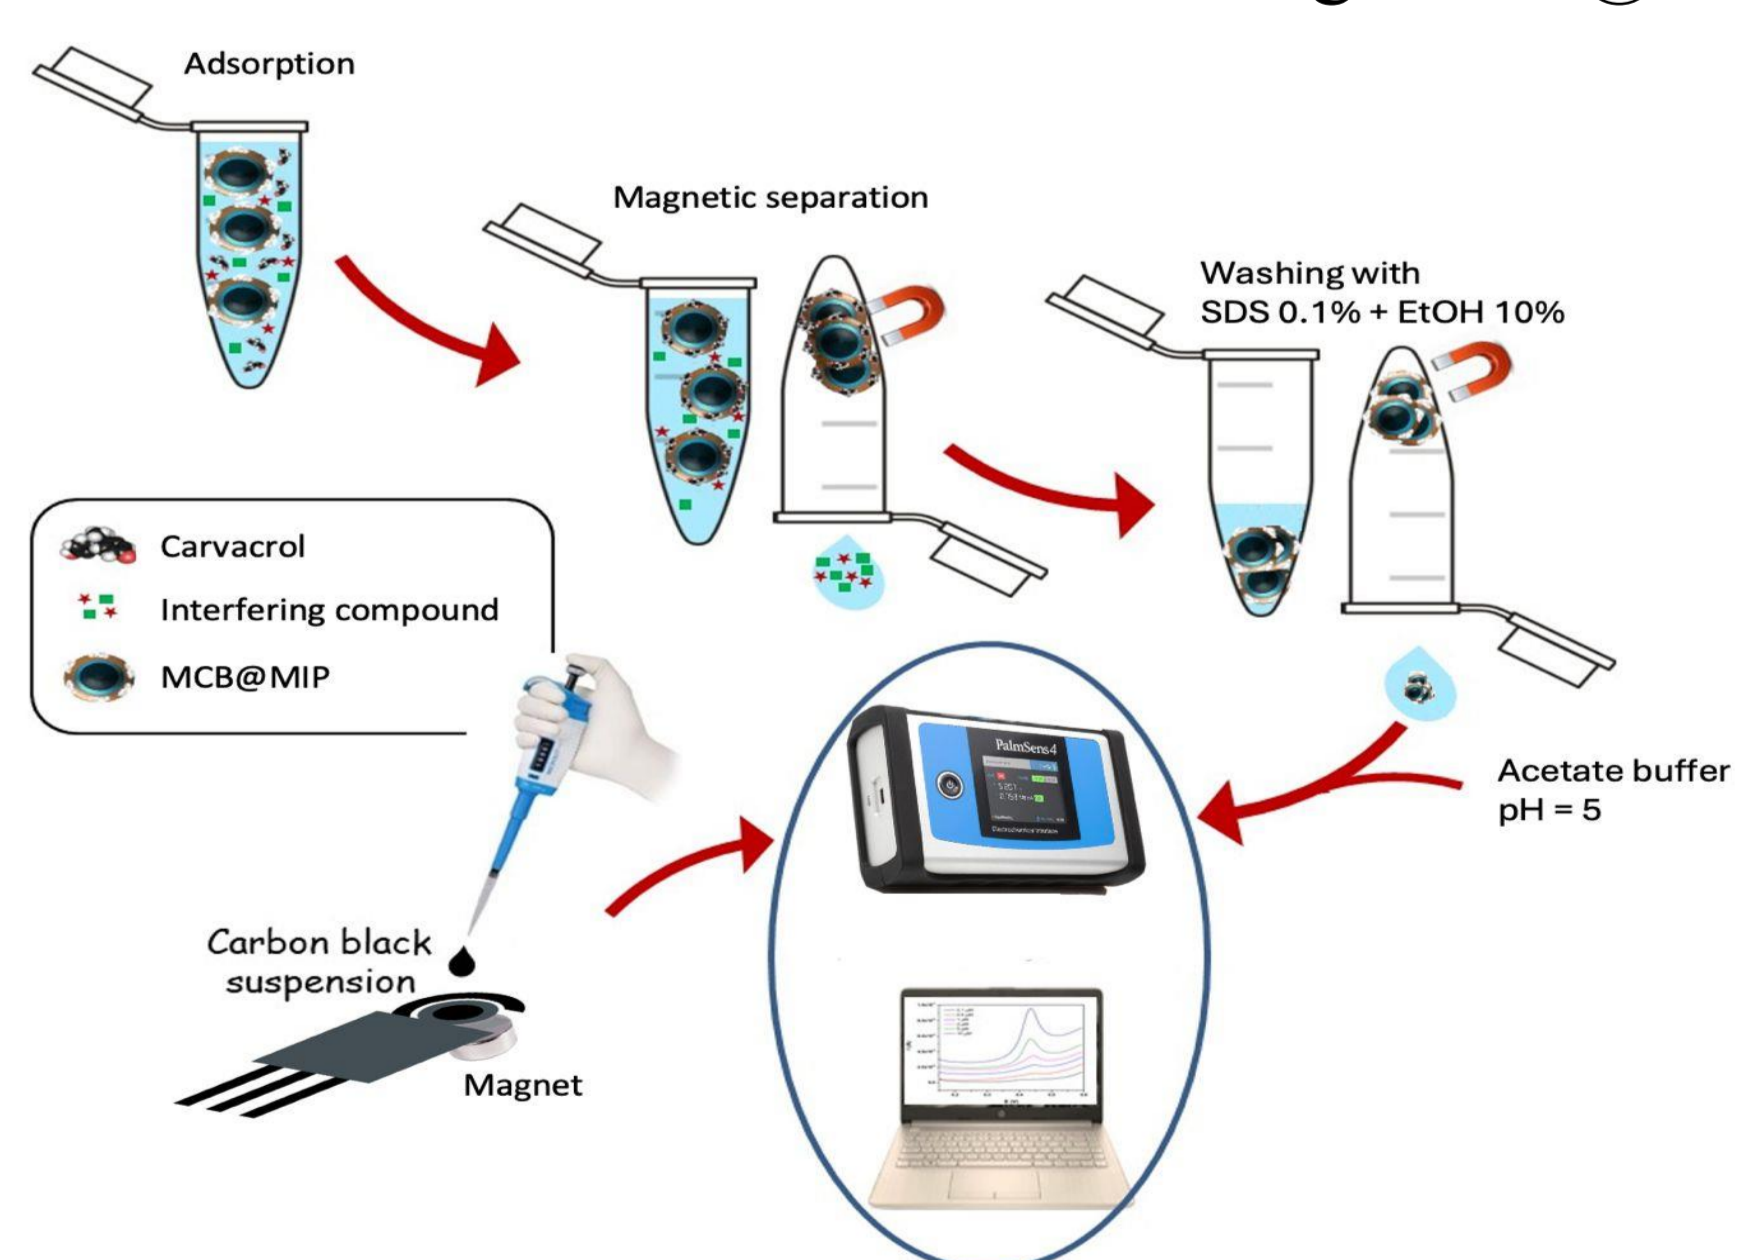 Adsorption
Magnetic separation
Washing with
SDS 0.1% + EtOH 10%
Carvacrol
Interfering compound
MCB@MIP
PalmSens4
Acetate buffer
pH = 5
Carbon black
suspension
Magnet